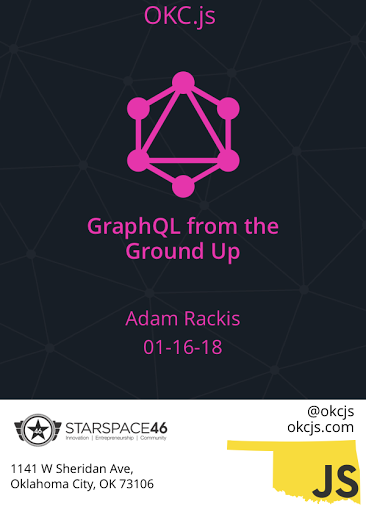 OKC.js
GraphQL from the
Ground Up
Adam Rackis
01-16-18
46
STARSPACE46
Innovation | Entrepreneurship | Community
1141 W Sheridan Ave,
Oklahoma City, OK 73106
@okcjs
okcjs.com
JS